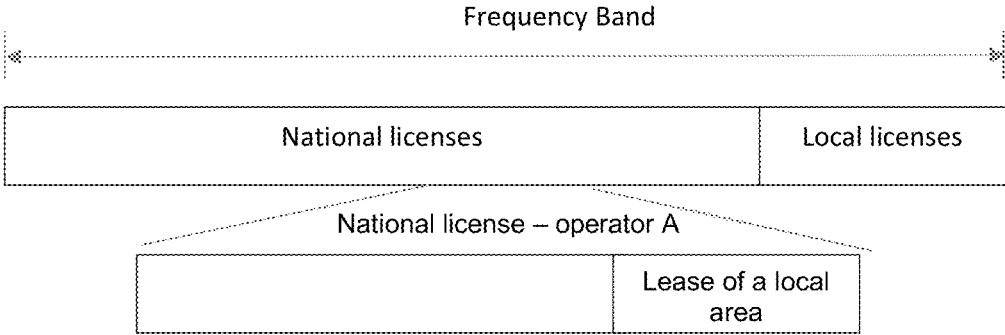 Frequency Band
National licenses
Local licenses
National license – operator A
Lease of a local
area